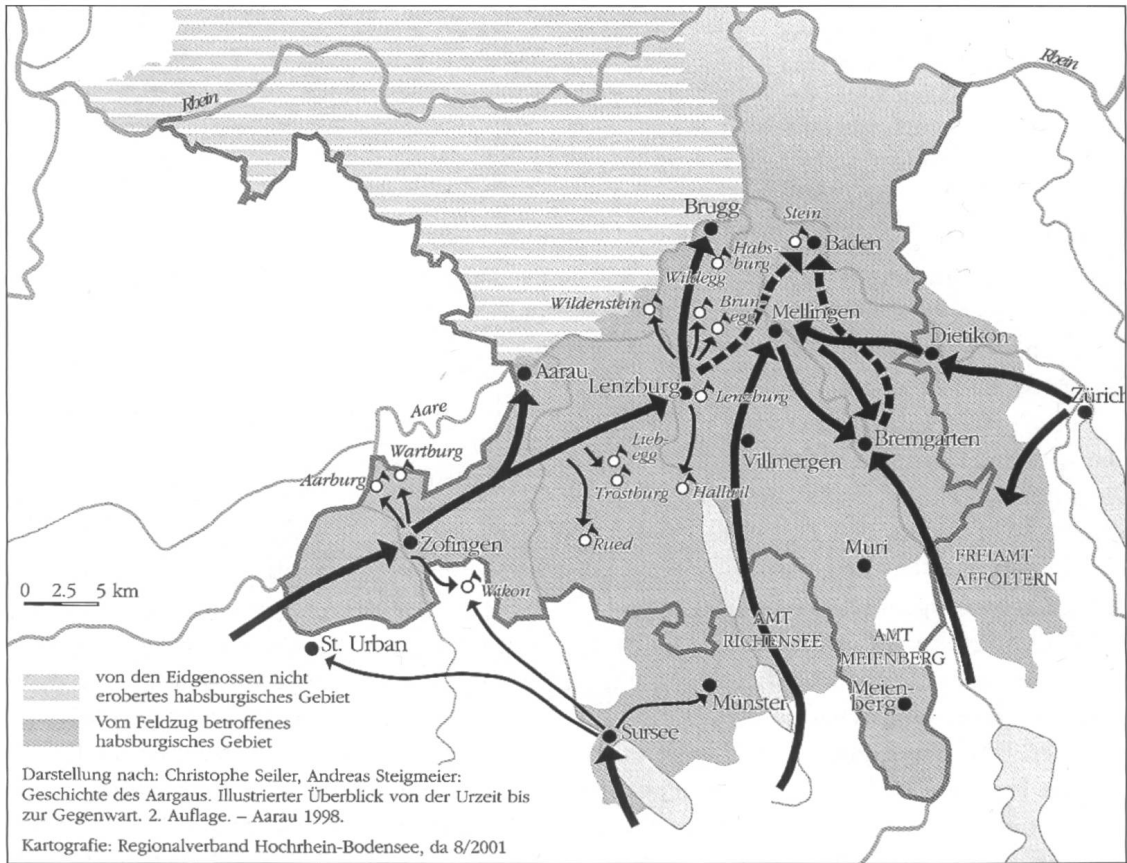 Rhein
Rhein
Brugg
Stein
Baden
Habs-
burg
Wildegg
Wildenstein
Brun-
egg
Mellingen
Dietikon
Aarau
Lenzburg
Lenzburg
Zürich
Aare
Wartburg
Lieb-
egg
Villmergen
Bremgarten
Aarburg
Trostburg
Hallwil
Zofingen
Rued
Muri
FREIAMT
AFFOLTERN
0 2.5 5 km
Wikon
AMT
RICHENSEE
AMT
MEIENBERG
St. Urban
von den Eidgenossen nicht
erobertes habsburgisches Gebiet
Münster
Meien-
berg
Vom Feldzug betroffenes
habsburgisches Gebiet
Sursee
Darstellung nach: Christophe Seiler, Andreas Steigmeier:
Geschichte des Aargaus. Illustrierter Überblick von der Urzeit bis
zur Gegenwart. 2. Auflage. – Aarau 1998.
Kartografie: Regionalverband Hochrhein-Bodensee, da 8/2001